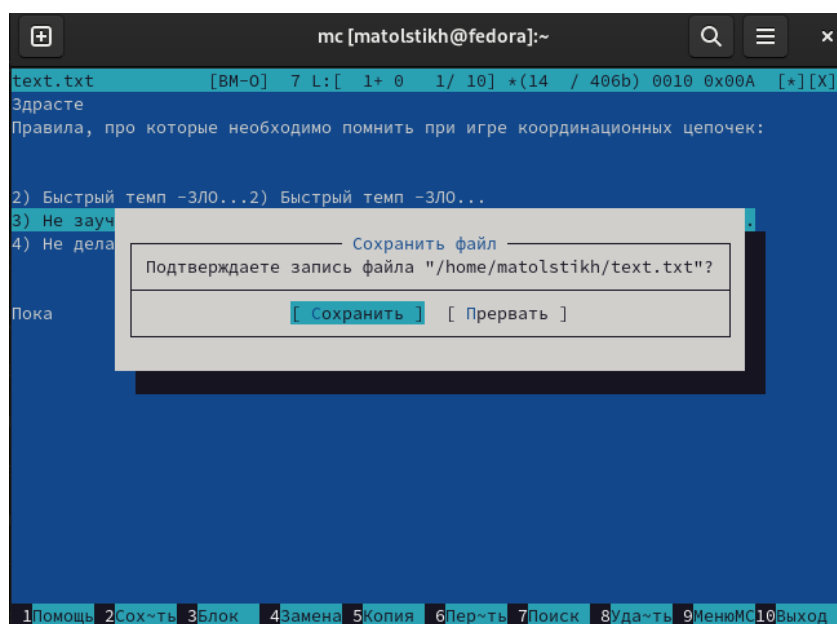 mc [matolstikh@fedora]:~
text.txt [BM-O] 7 L:[ 1+ 0 1/ 10] *(14 / 406b) 0010 0x00A [*][X]
Здрасте
Правила, про которые необходимо помнить при игре координационных цепочек:
2) Быстрый темп -ЗЛО...2) Быстрый темп -ЗЛО...
3) Не зауч .
4) Не дела
Сохранить файл
Подтверждаете запись файла "/home/matolstikh/text.txt"?
[ Сохранить ] [ Прервать ]
Пока
1Помощь 2Сох~ть 3Блок 4Замена 5Копия 6Пер~ть 7Поиск 8Уда~ть 9МенюMC10Выход